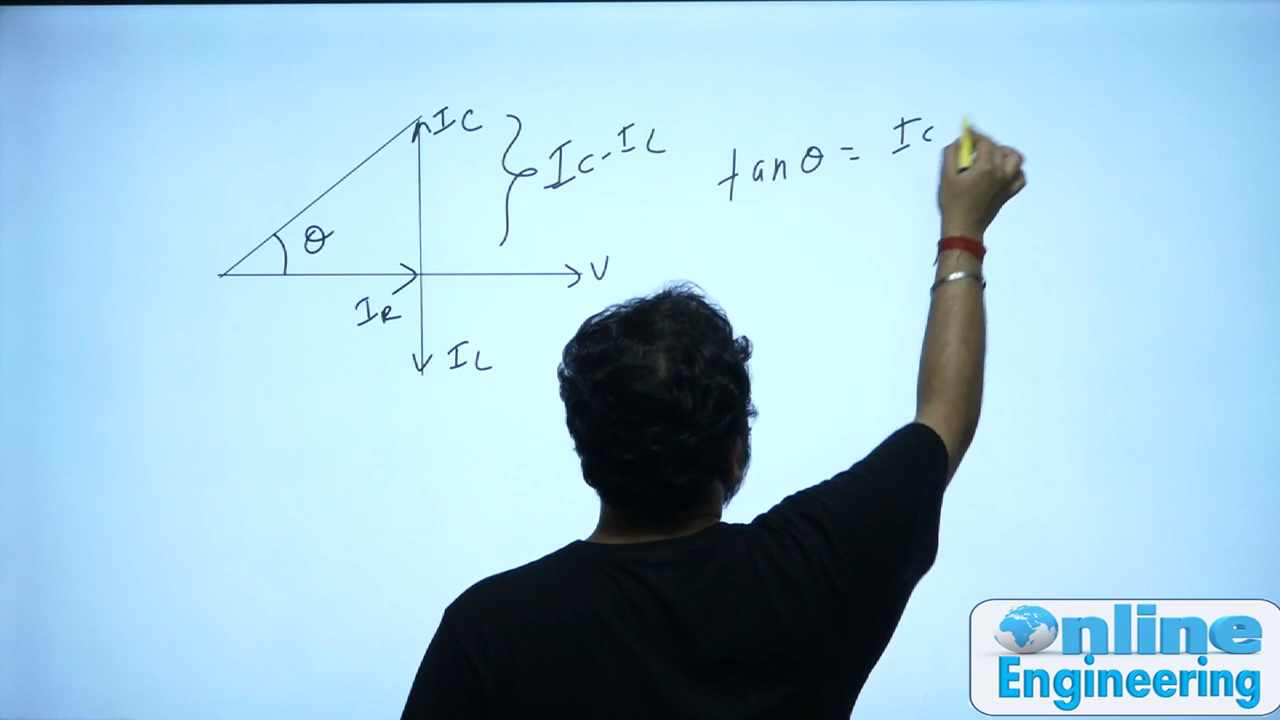 IC
IC-IL
tanθ = IC
θ
V
IR
IL
Online
Engineering